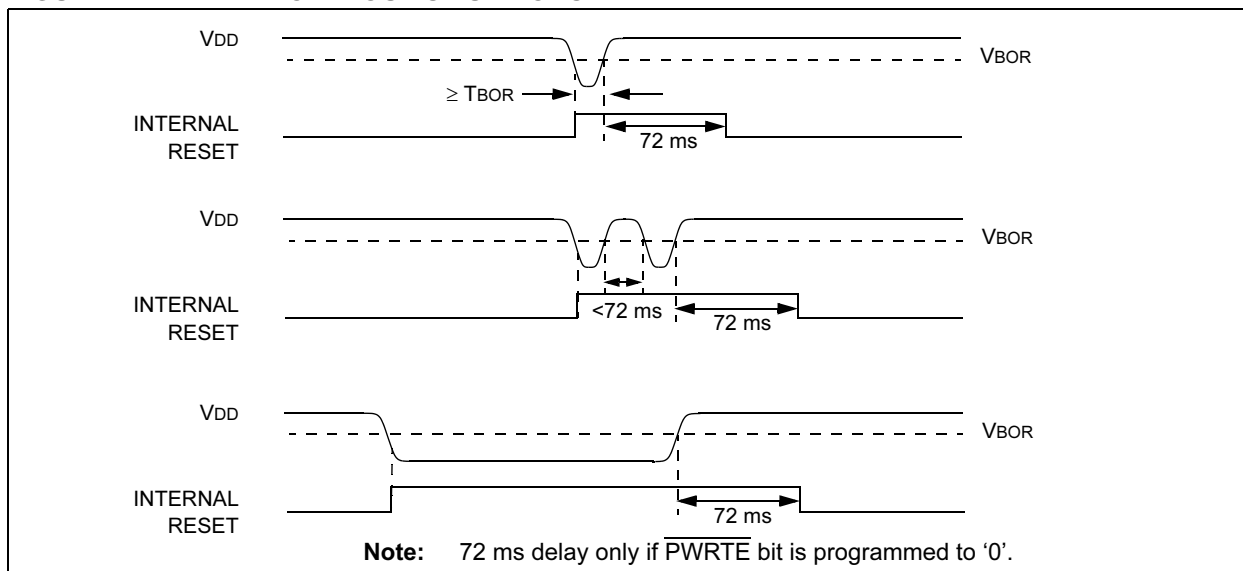 VDD
VBOR
≥ TBOR
INTERNAL
RESET
72 ms
VDD
VBOR
INTERNAL
RESET
<72 ms
72 ms
VDD
VBOR
INTERNAL
RESET
72 ms
Note: 72 ms delay only if PWRTE bit is programmed to ‘0’.